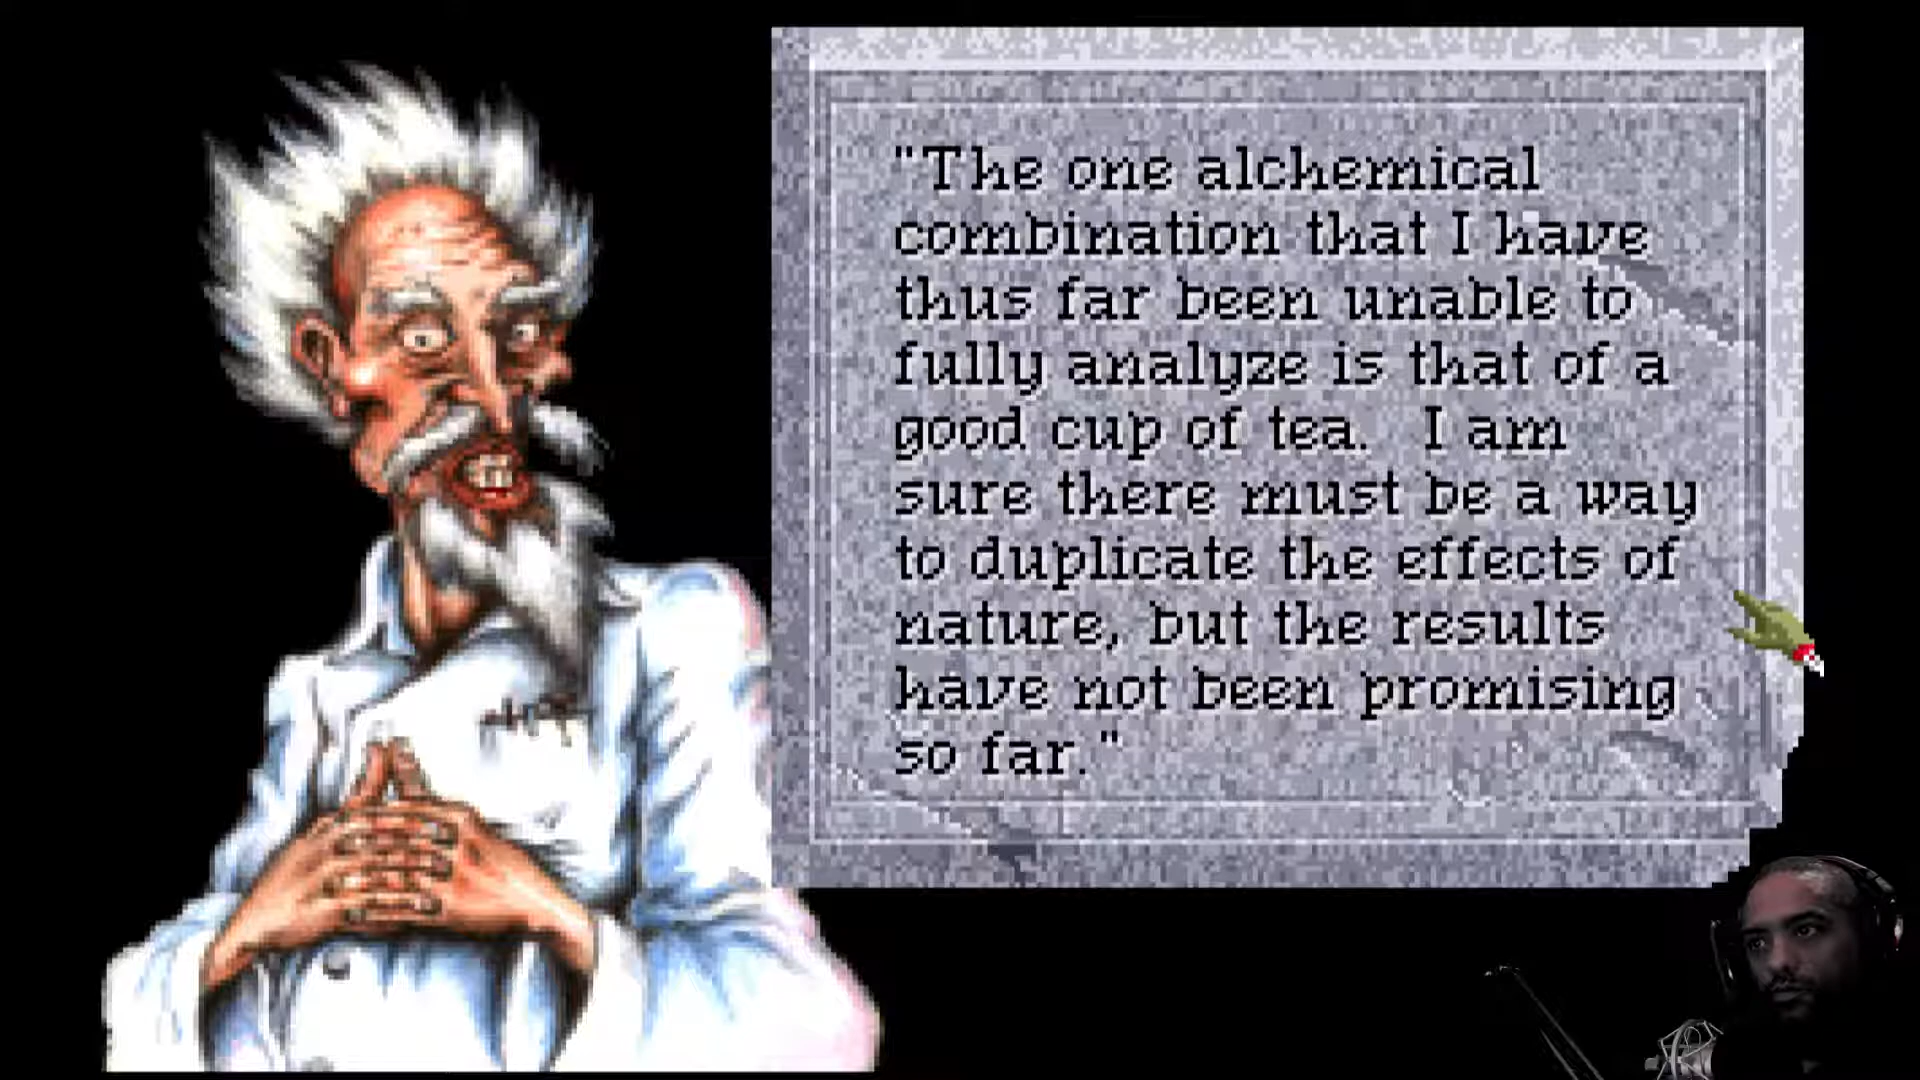 "The one alchemical
combination that I have
thus far been unable to
fully analyze is that of a
good cup of tea.  I am
sure there must be a way
to duplicate the effects of
nature, but the results
have not been promising
so far."